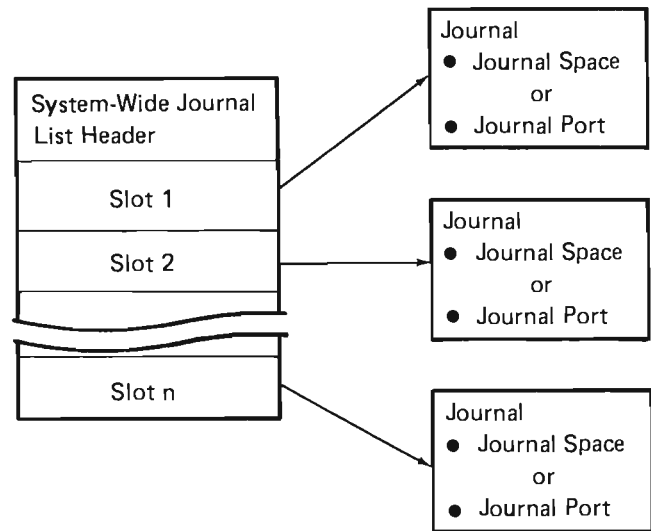 System-Wide Journal
List Header
Slot 1
Slot 2
Slot n
Journal
● Journal Space
or
● Journal Port
Journal
● Journal Space
or
● Journal Port
Journal
● Journal Space
or
● Journal Port